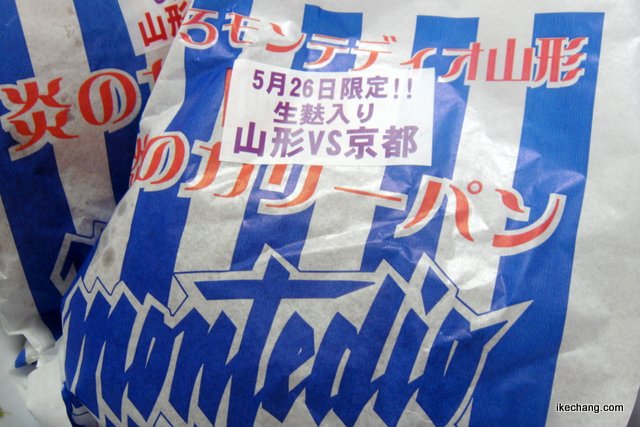 るモンテディオ山形
5月26日限定!!
生麩入り
山形VS京都
炎のカリーパン
montedio
山形
炎の
ikechang.com